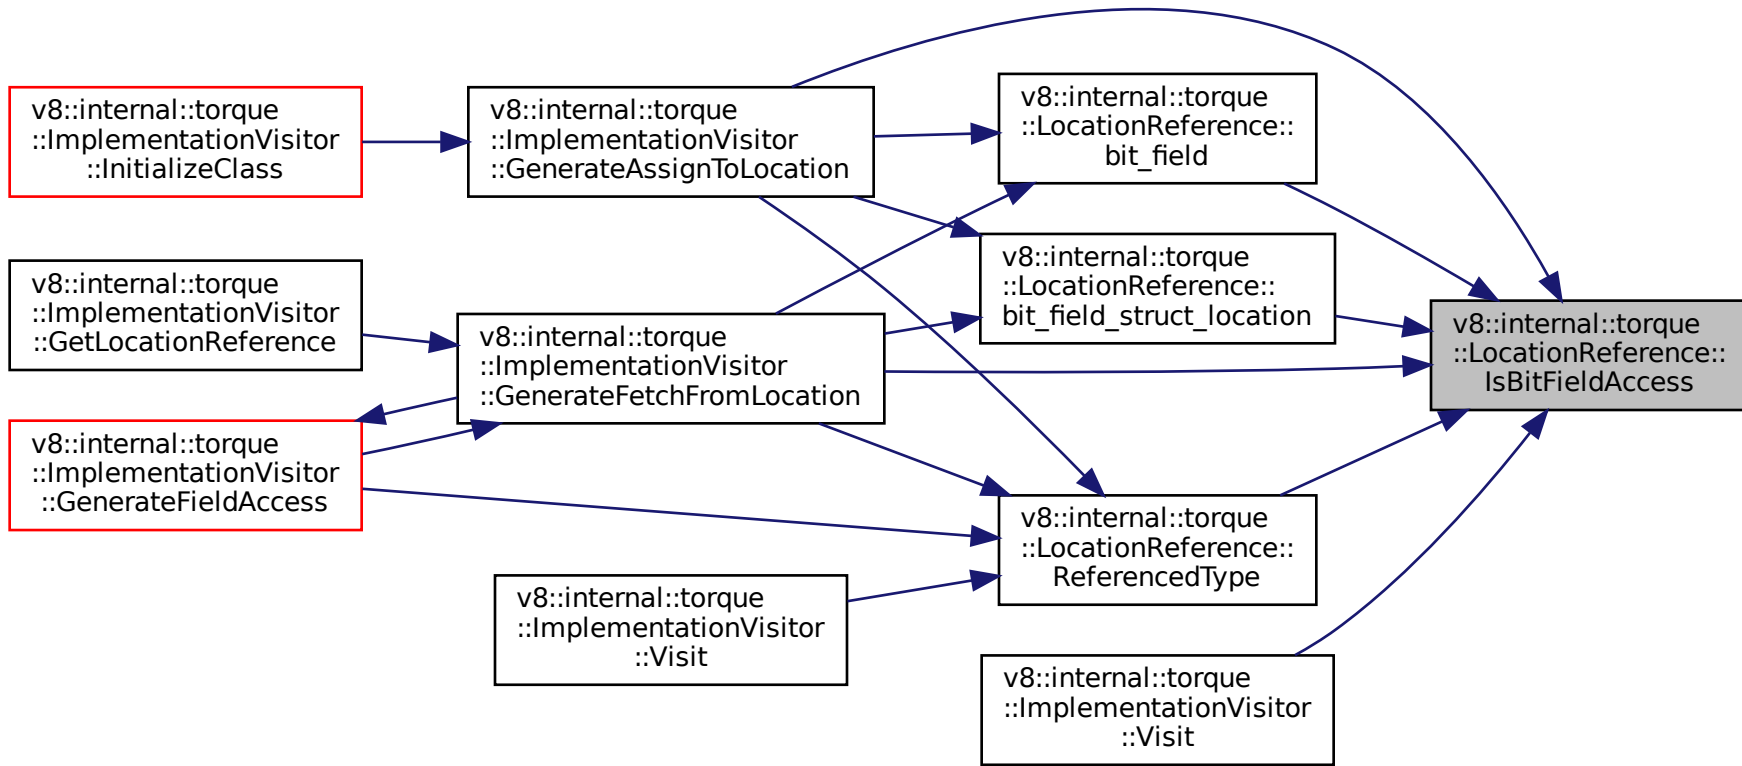 v8::internal::torque
::ImplementationVisitor
::InitializeClass
v8::internal::torque
::ImplementationVisitor
::GetLocationReference
v8::internal::torque
::ImplementationVisitor
::GenerateFieldAccess
v8::internal::torque
::ImplementationVisitor
::GenerateAssignToLocation
v8::internal::torque
::ImplementationVisitor
::GenerateFetchFromLocation
v8::internal::torque
::ImplementationVisitor
::Visit
v8::internal::torque
::LocationReference::
bit_field
v8::internal::torque
::LocationReference::
bit_field_struct_location
v8::internal::torque
::LocationReference::
ReferencedType
v8::internal::torque
::ImplementationVisitor
::Visit
v8::internal::torque
::LocationReference::
IsBitFieldAccess